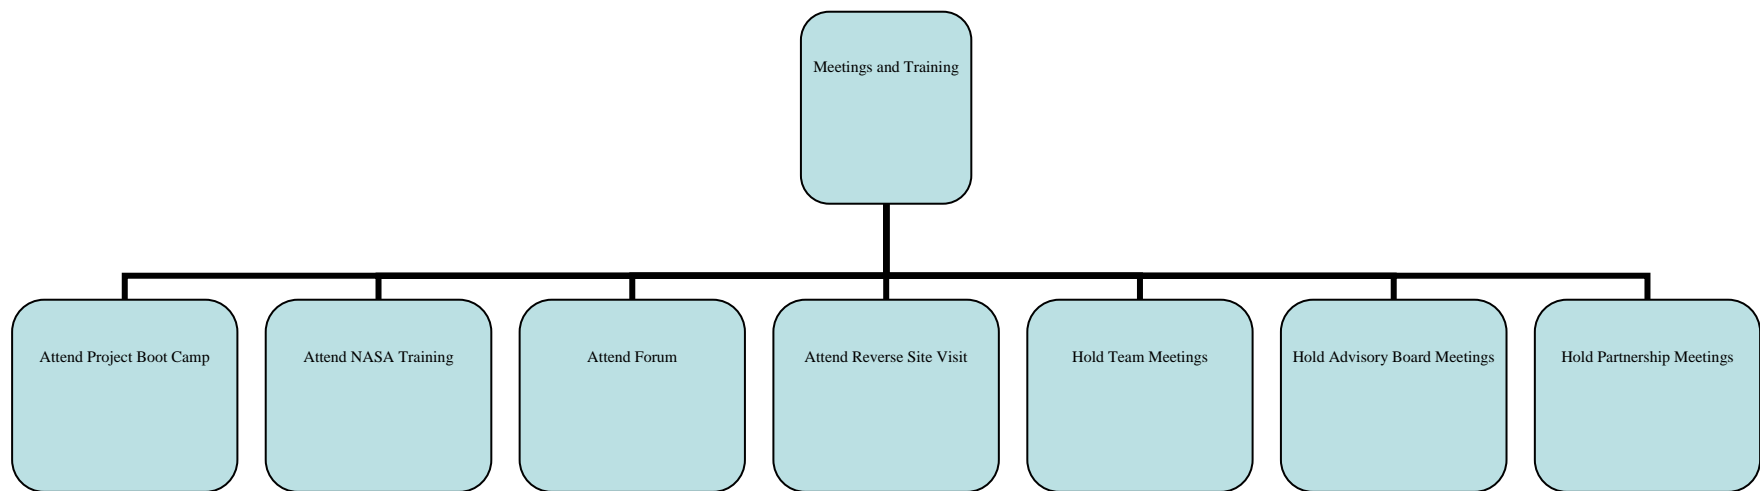 Meetings and Training
Attend Project Boot Camp
Attend NASA Training
Attend Forum
Attend Reverse Site Visit
Hold Team Meetings
Hold Advisory Board Meetings
Hold Partnership Meetings